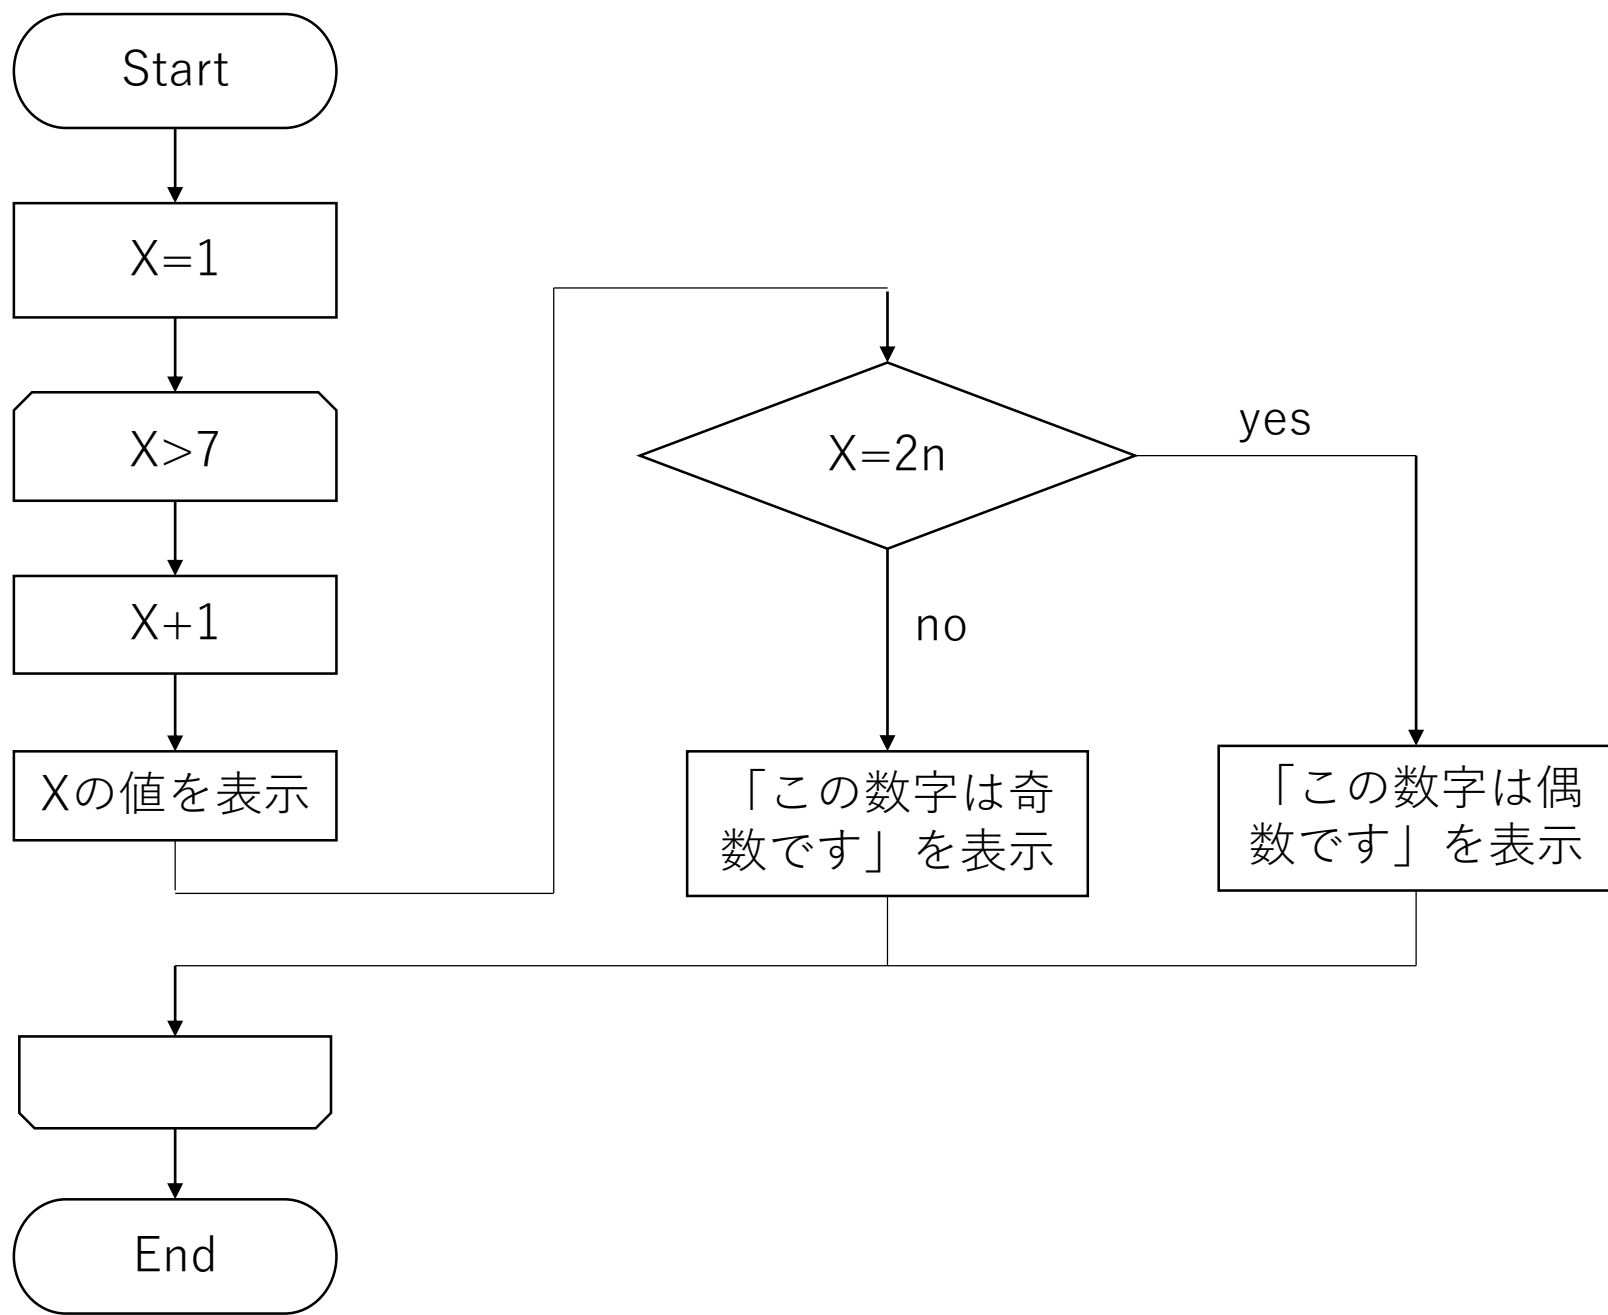 Start
X=1
X>7
X+1
Xの値を表示
X=2n
yes
no
「この数字は奇
数です」を表示
「この数字は偶
数です」を表示
End